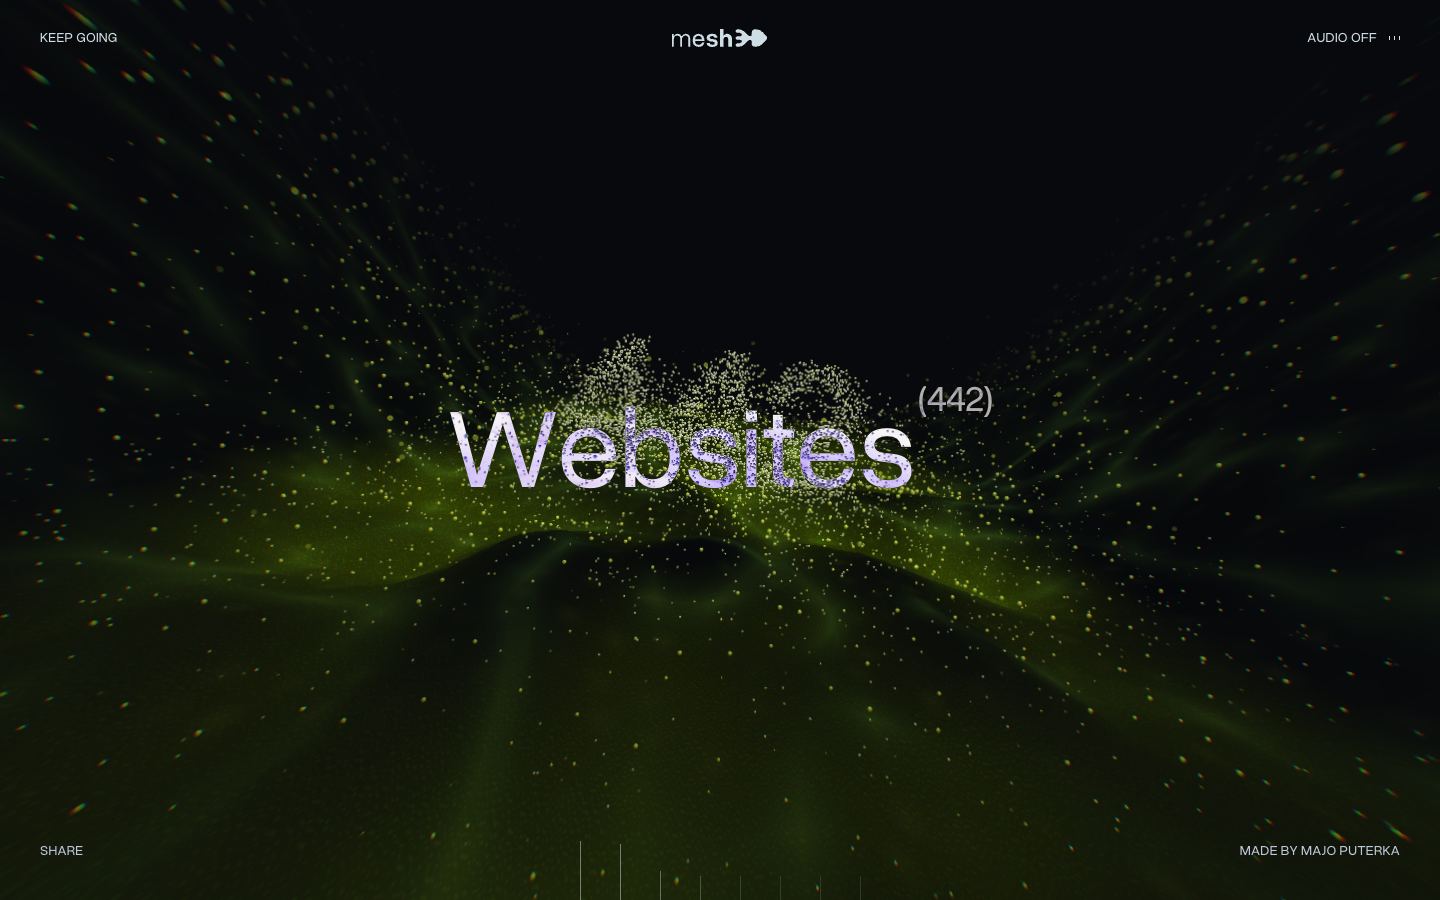 KEEP GOING
mesh
AUDIO OFF
Websites
(442)
SHARE
MADE BY MAJO PUTERKA